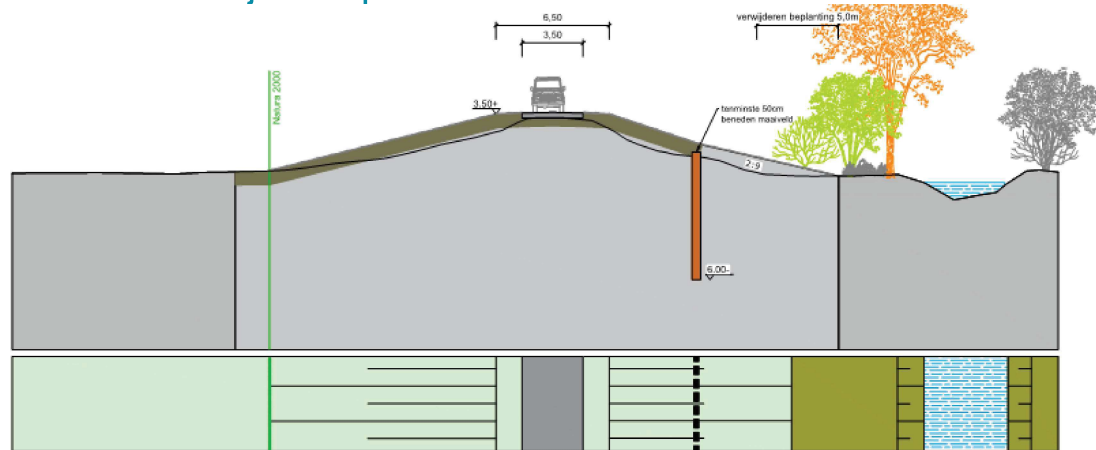 6,50
verwijderen beplanting 5,0m
3,50
Natura 2000
3.50+
tenminste 50cm
beneden maaiveld
2:9
6.00-